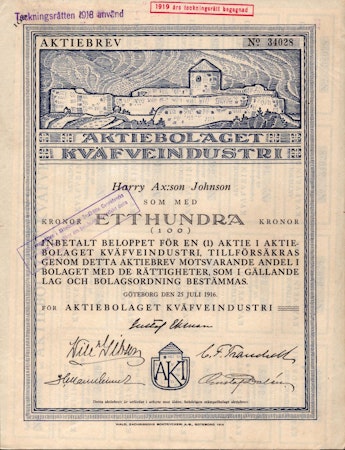 Teckningsrätten 1918 använd
1919 års teckningsrätt begagnad
AKTIEBREV
Nº 34028
AKTIEBOLAGET
KVÄFVEINDUSTRI
Harry Ax:son Johnson
SOM MED
KRONOR ETTHUNDRA KRONOR
(100)
INBETALT BELOPPET FÖR EN (1) AKTIE I AKTIE-
BOLAGET KVÄFVEINDUSTRI, TILLFÖRSÄKRAS
GENOM DETTA AKTIEBREV MOTSVARANDE ANDEL I
BOLAGET MED DE RÄTTIGHETER, SOM I GÄLLANDE
LAG OCH BOLAGSORDNING BESTÄMMAS.
GÖTEBORG DEN 25 JULI 1916.
FÖR AKTIEBOLAGET KVÄFVEINDUSTRI
Gustaf Ekman
AKI